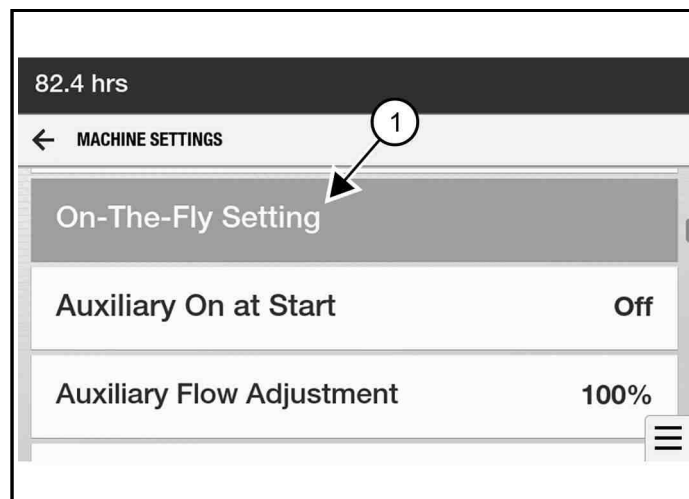 82.4 hrs
MACHINE SETTINGS
1
On-The-Fly Setting
Auxiliary On at Start Off
Auxiliary Flow Adjustment 100%